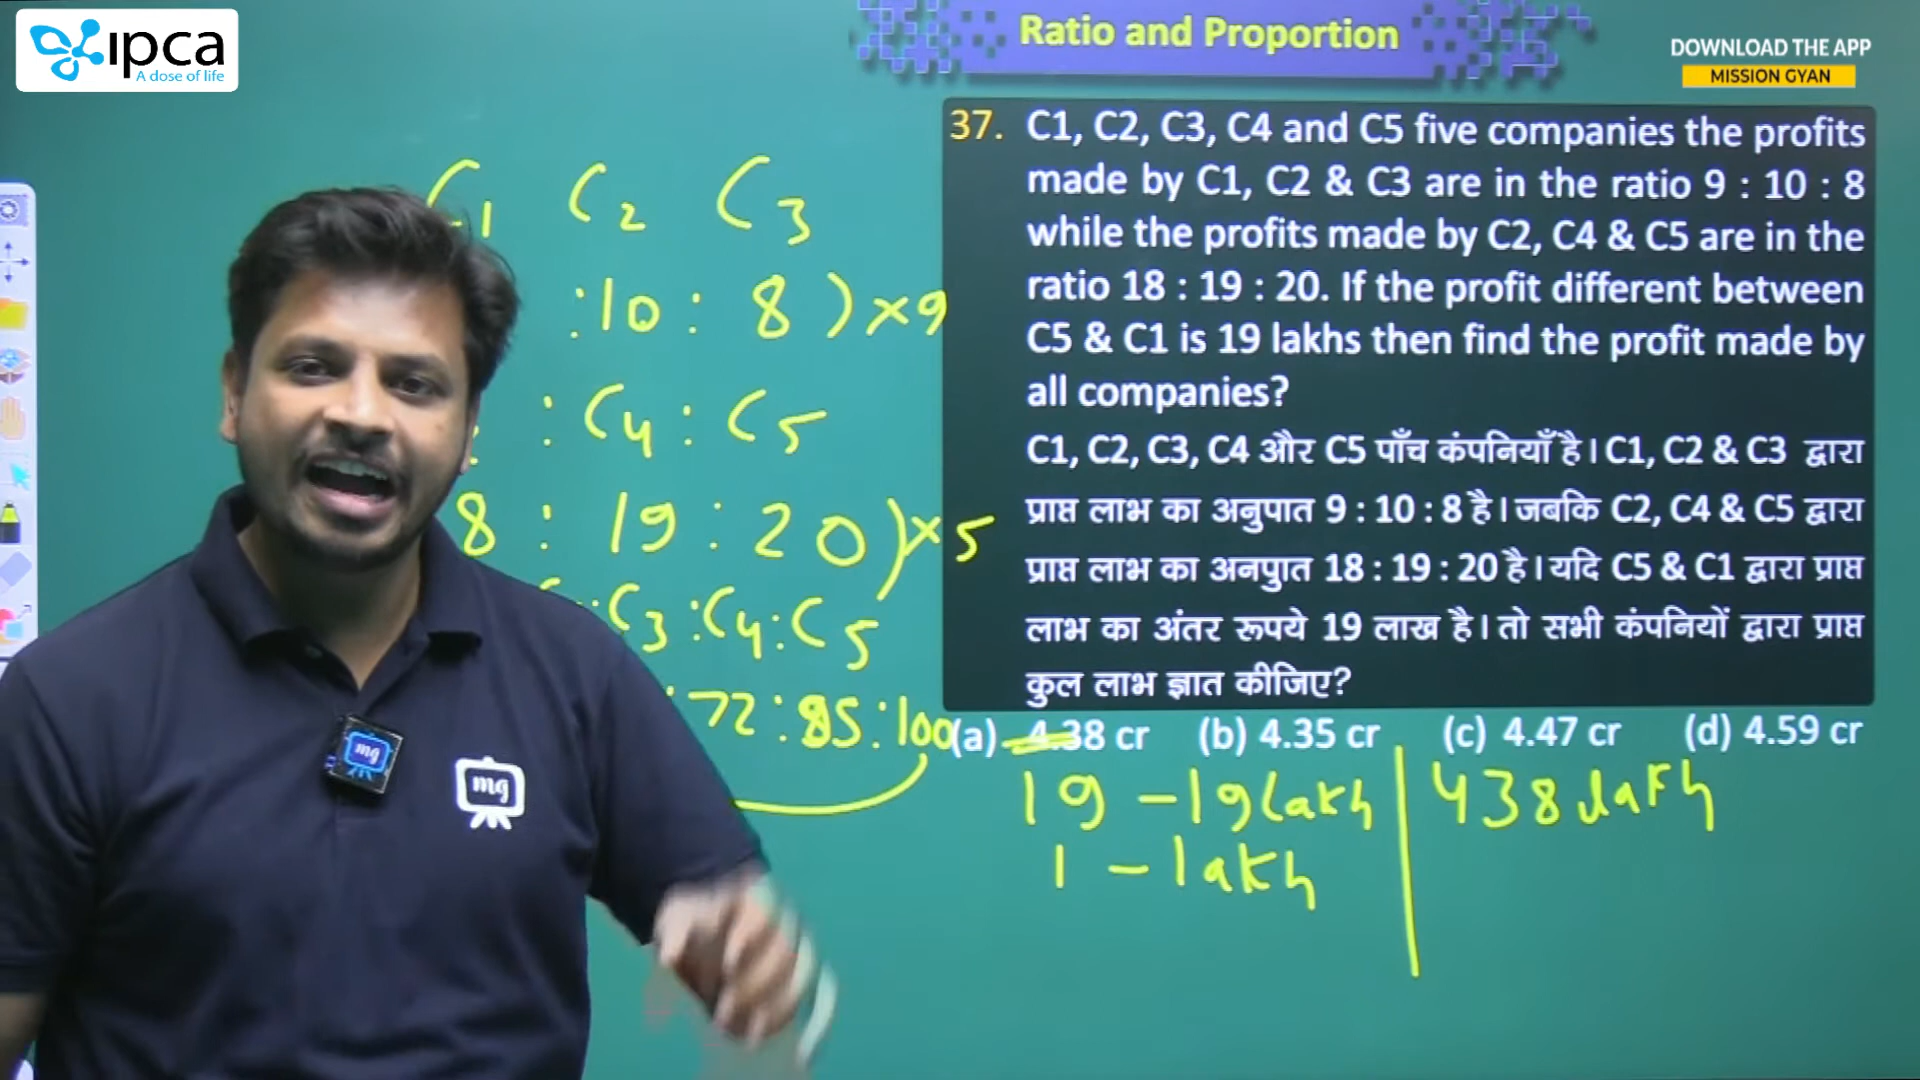 ipca
A dose of life
Ratio and Proportion
DOWNLOAD THE APP
MISSION GYAN
37. C1, C2, C3, C4 and C5 five companies the profits
made by C1, C2 & C3 are in the ratio 9 : 10 : 8
while the profits made by C2, C4 & C5 are in the
ratio 18 : 19 : 20. If the profit different between
C5 & C1 is 19 lakhs then find the profit made by
all companies?
C1, C2, C3, C4 और C5 पाँच कंपनियाँ है। C1, C2 & C3 द्वारा
प्राप्त लाभ का अनुपात 9 : 10 : 8 है। जबकि C2, C4 & C5 द्वारा
प्राप्त लाभ का अनपुात 18 : 19 : 20 है। यदि C5 & C1 द्वारा प्राप्त
लाभ का अंतर रूपये 19 लाख है। तो सभी कंपनियों द्वारा प्राप्त
कुल लाभ ज्ञात कीजिए?
(a) 4.38 cr (b) 4.35 cr (c) 4.47 cr (d) 4.59 cr
C1 C2 C3
:10 : 8) ×9
: C4 : C5
8 : 19 : 20) ×5
:C3 :C4 :C5
:72 :85 :100
19 – 19 lakh
1 – 1 lakh
438 lakh
mg
mg